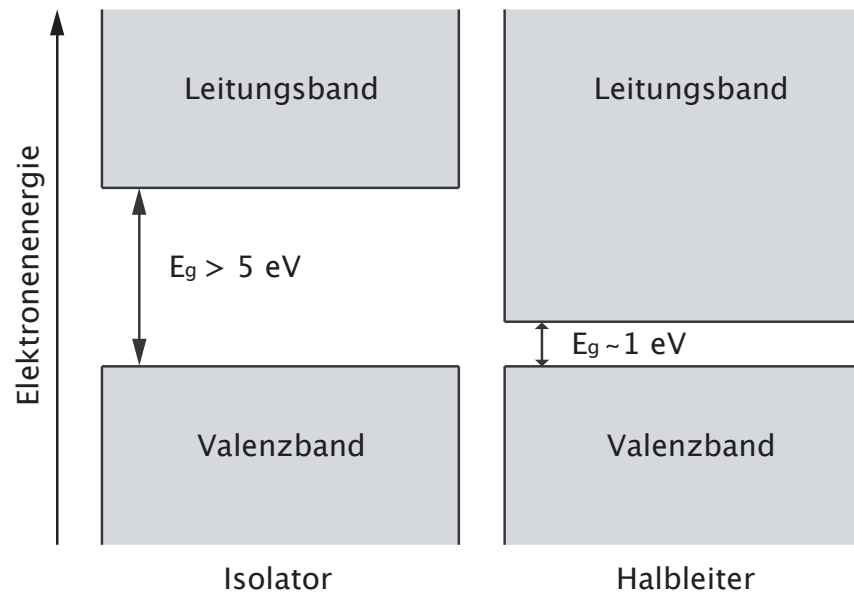 Elektronenenergie
Leitungsband
Leitungsband
Eg > 5 eV
Eg ~1 eV
Valenzband
Valenzband
Isolator
Halbleiter